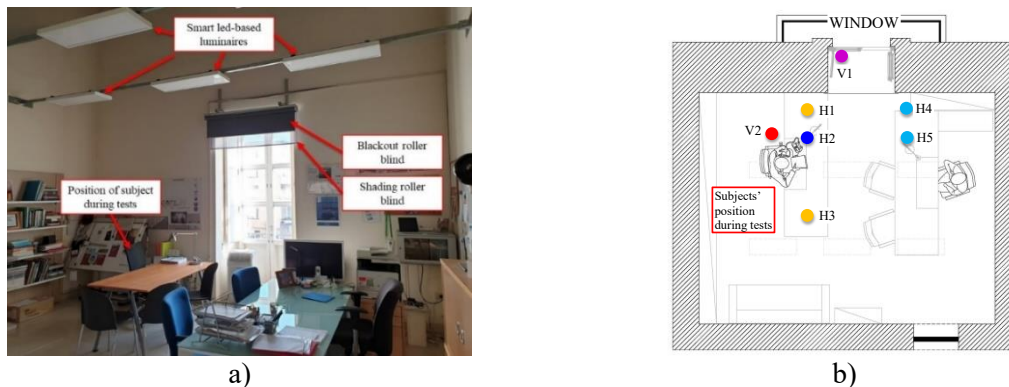 Smart led-based
luminaires
Blackout roller
blind
Shading roller
blind
Position of subject
during tests
a)
WINDOW
V1
H1
H4
V2
H2
H5
Subjects'
position
during tests
H3
b)